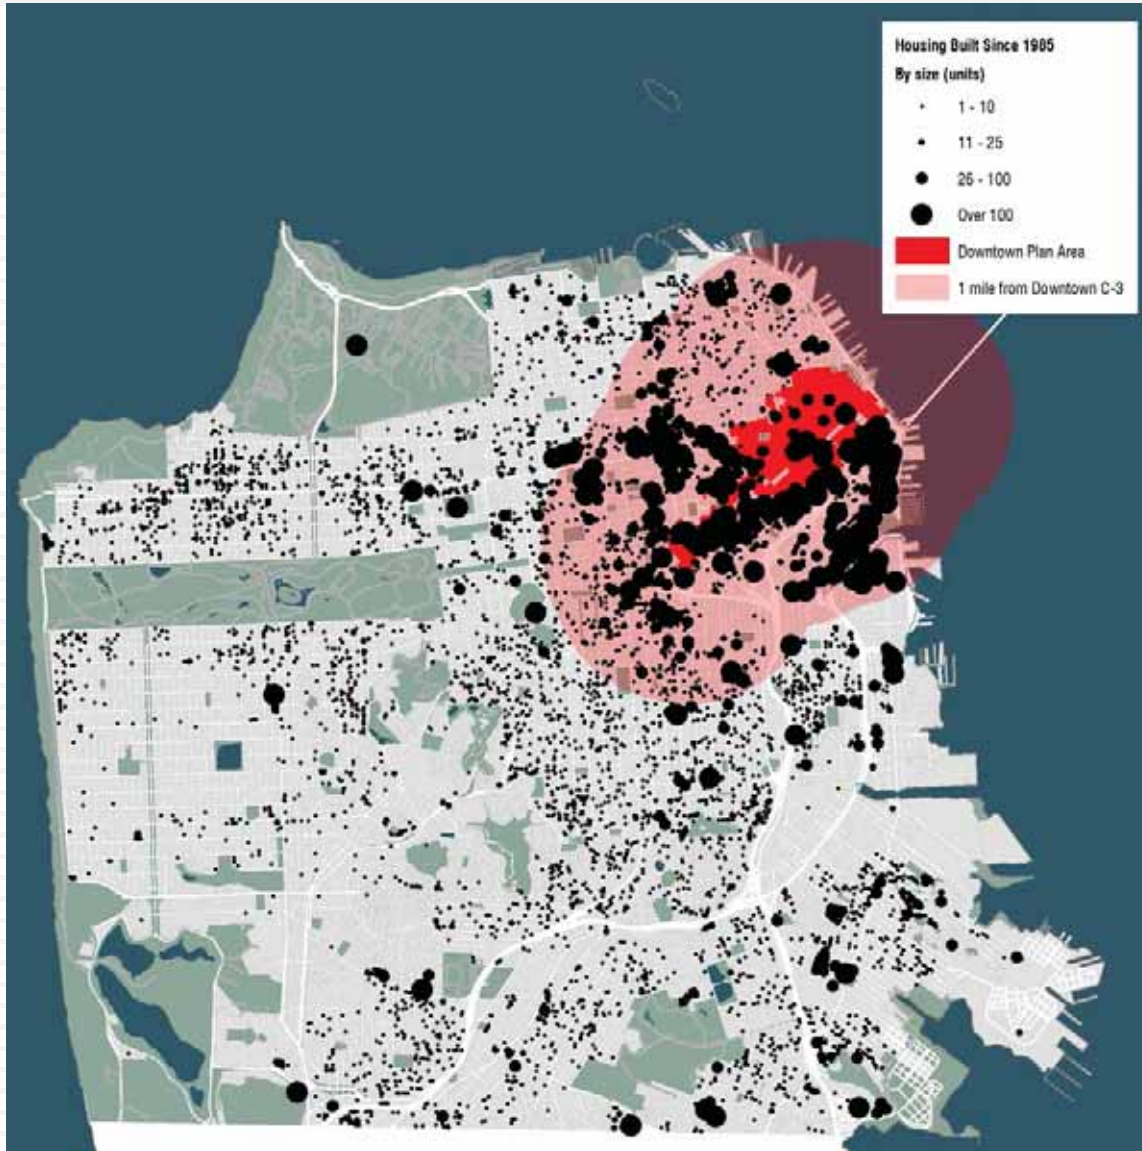 Housing Built Since 1985
By size (units)
1 - 10
11 - 25
26 - 100
Over 100
Downtown Plan Area
1 mile from Downtown C-3